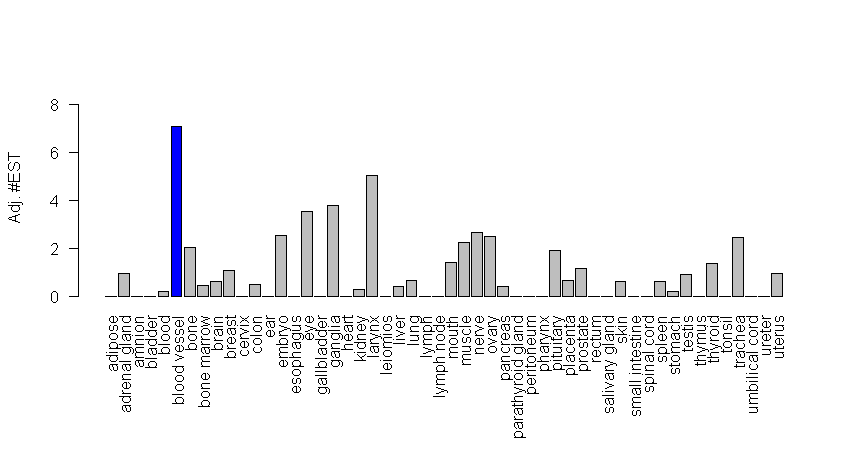 8
6
4
2
0
Adj. #EST
adipose
adrenal gland
amnion
bladder
blood
blood vessel
bone
bone marrow
brain
breast
cervix
colon
ear
embryo
esophagus
eye
gallbladder
ganglia
heart
kidney
larynx
leiomios
liver
lung
lymph
lymph node
mouth
muscle
nerve
ovary
pancreas
parathyroid gland
peritoneum
pharynx
pituitary
placenta
prostate
rectum
salivary gland
skin
small intestine
spinal cord
spleen
stomach
testis
thymus
thyroid
tonsil
trachea
umbilical cord
ureter
uterus